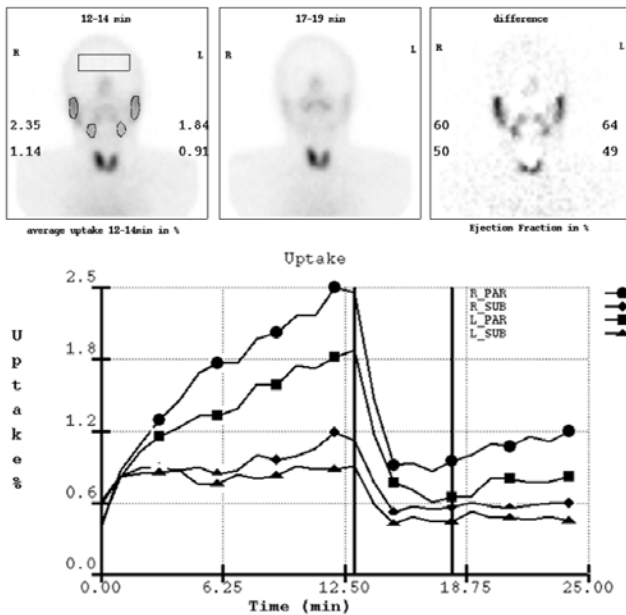 12-14 min
17-19 min
difference
R
L
R
L
R
L
2.35
1.84
1.14
0.91
60
64
50
49
average uptake 12-14min in %
Ejection Fraction in %
Uptake
2.5
1.8
1.2
0.6
0.0
Uptake%
R_PAR
R_SUB
L_PAR
L_SUB
0.00
6.25
12.50
18.75
25.00
Time (min)